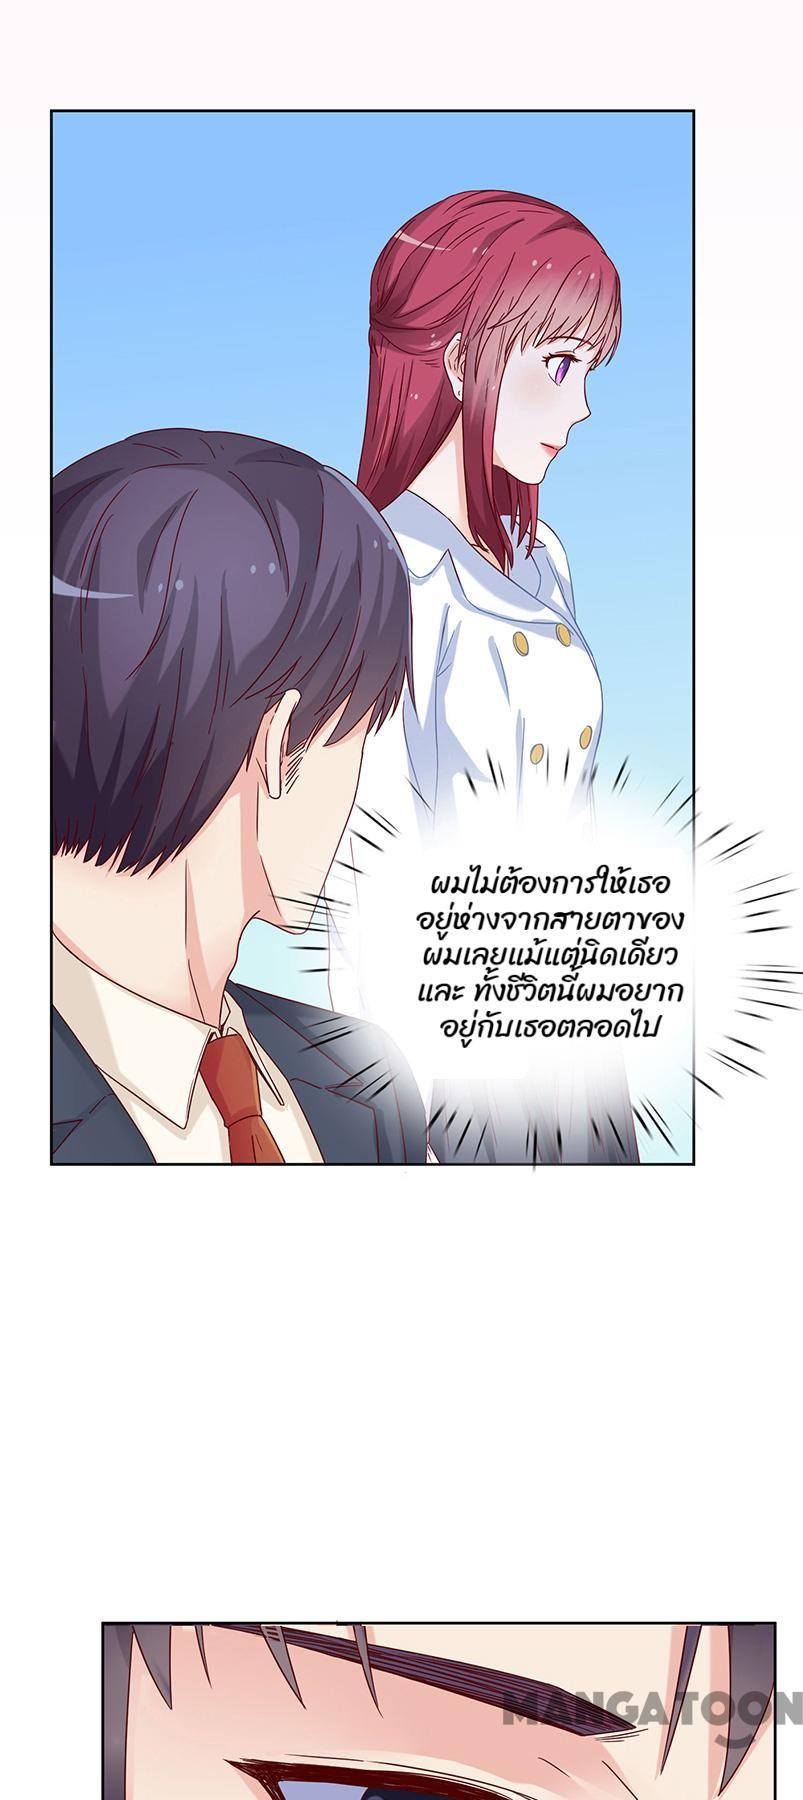 ผมไม่ต้องการให้เธอ
อยู่ห่างจากสายตาของ
ผมเลยแม้แต่นิดเดียว
และ ทั้งชีวิตนี้ผมอยาก
อยู่กับเธอตลอดไป
MANGATOON